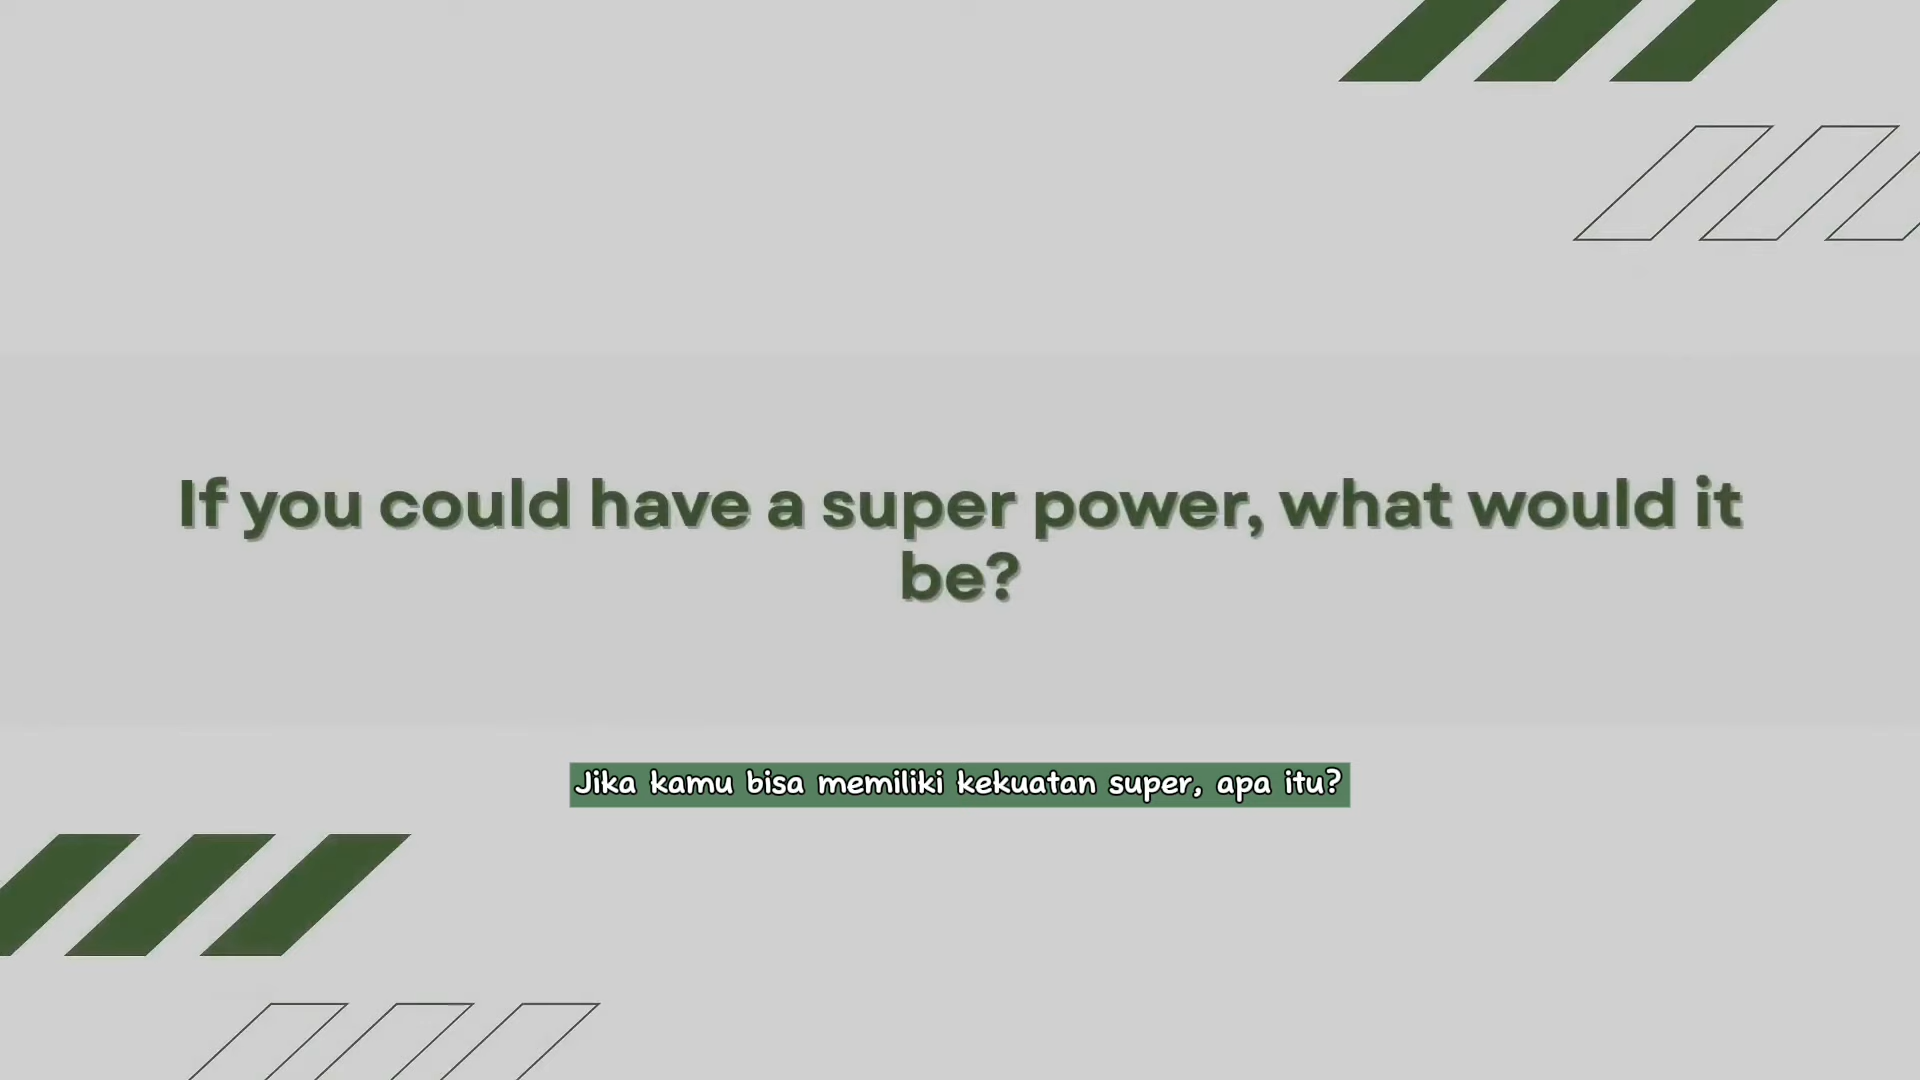 If you could have a super power, what would it
be?
Jika kamu bisa memiliki kekuatan super, apa itu?